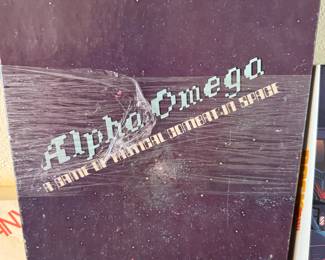 Alpha Omega
A GAME OF TACTICAL COMBAT IN SPACE